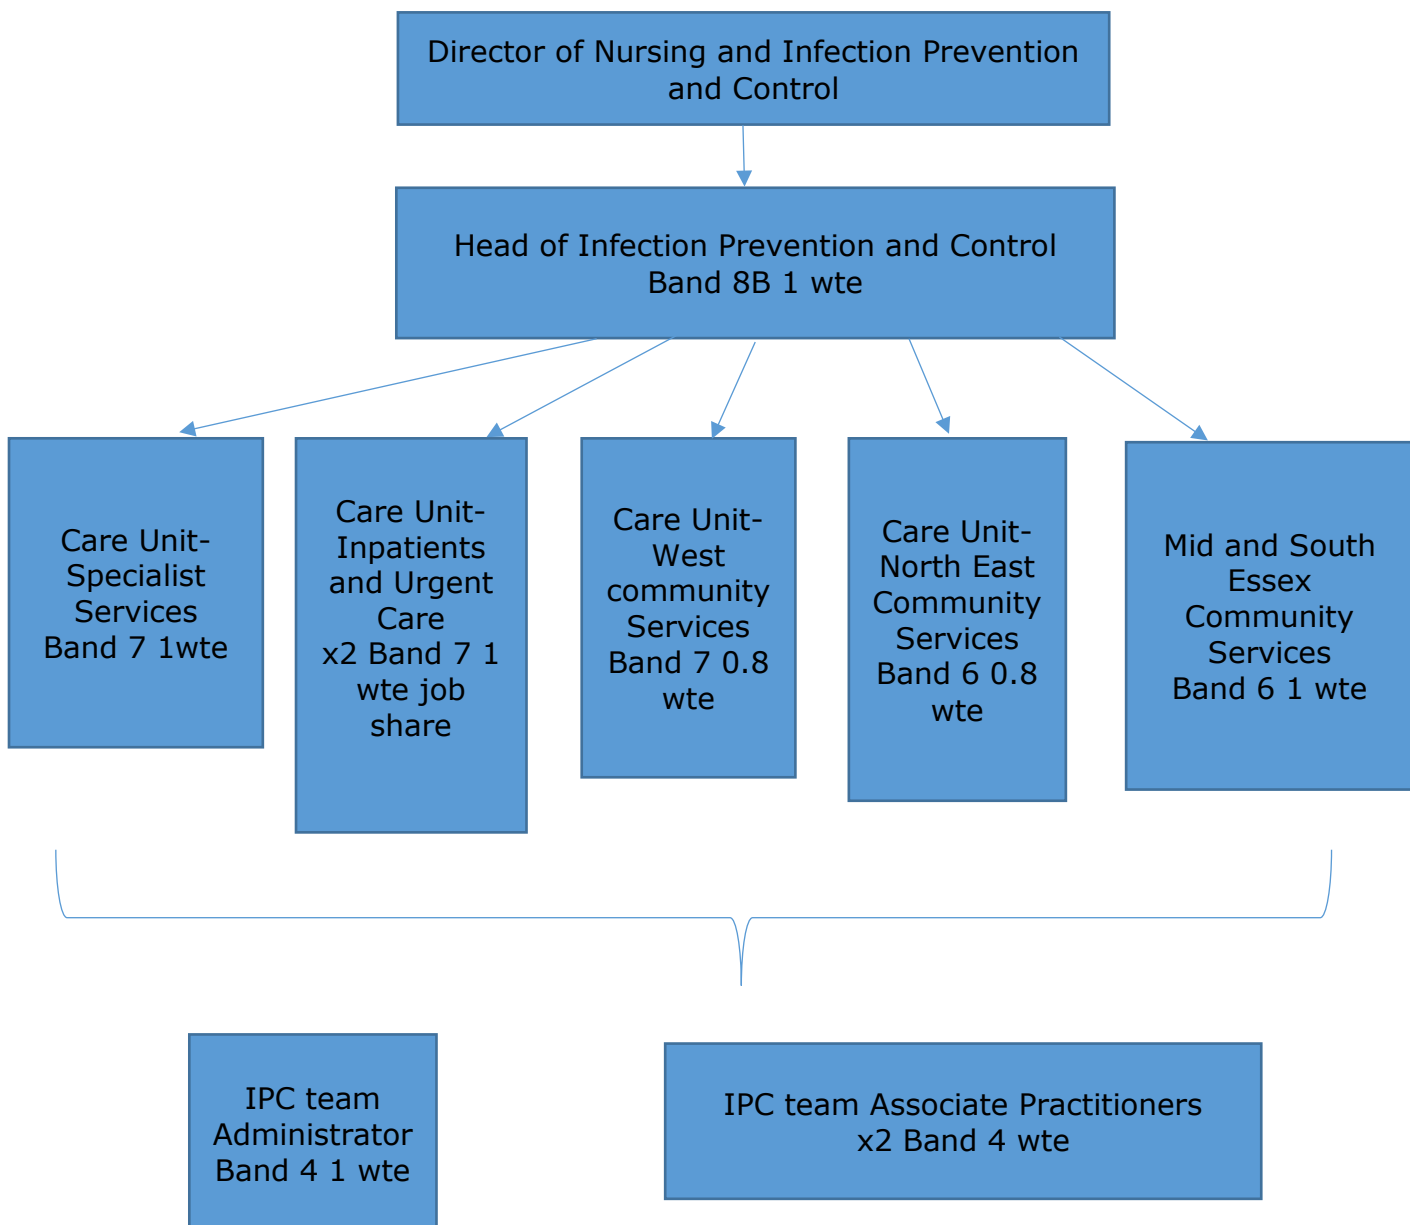 Director of Nursing and Infection Prevention
and Control
Head of Infection Prevention and Control
Band 8B 1 wte
Care Unit-
Specialist
Services
Band 7 1wte
Care Unit-
Inpatients
and Urgent
Care
x2 Band 7 1
wte job
share
Care Unit-
West
community
Services
Band 7 0.8
wte
Care Unit-
North East
Community
Services
Band 6 0.8
wte
Mid and South
Essex
Community
Services
Band 6 1 wte
IPC team
Administrator
Band 4 1 wte
IPC team Associate Practitioners
x2 Band 4 wte